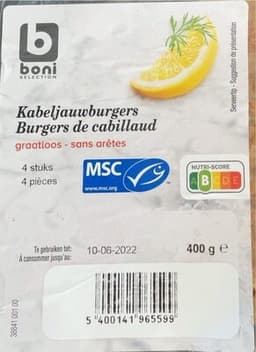 boni
SELECTION
Serveertip - Suggestion de présentation
Kabeljauwburgers
Burgers de cabillaud
graatloos - sans arêtes
4 stuks
4 pièces
MSC
www.msc.org
NUTRI-SCORE
A B C D E
Te gebruiken tot:
À consommer jusqu'au:
10-06-2022
400 g e
5 400141 965599